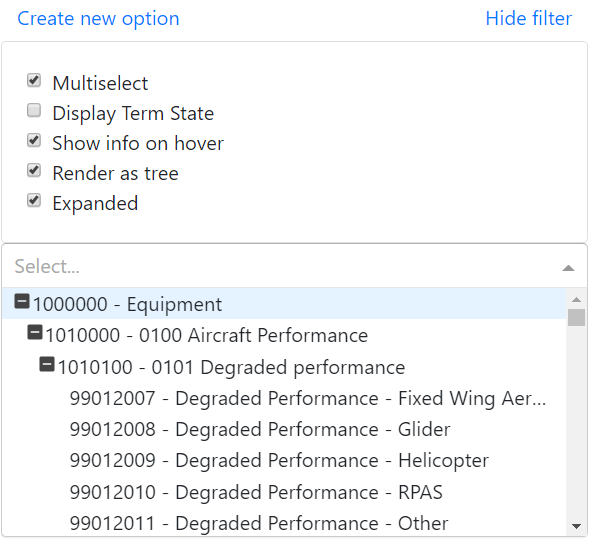 Create new option Hide filter
Multiselect
Display Term State
Show info on hover
Render as tree
Expanded
Select...
1000000 - Equipment
1010000 - 0100 Aircraft Performance
1010100 - 0101 Degraded performance
99012007 - Degraded Performance - Fixed Wing Aer...
99012008 - Degraded Performance - Glider
99012009 - Degraded Performance - Helicopter
99012010 - Degraded Performance - RPAS
99012011 - Degraded Performance - Other